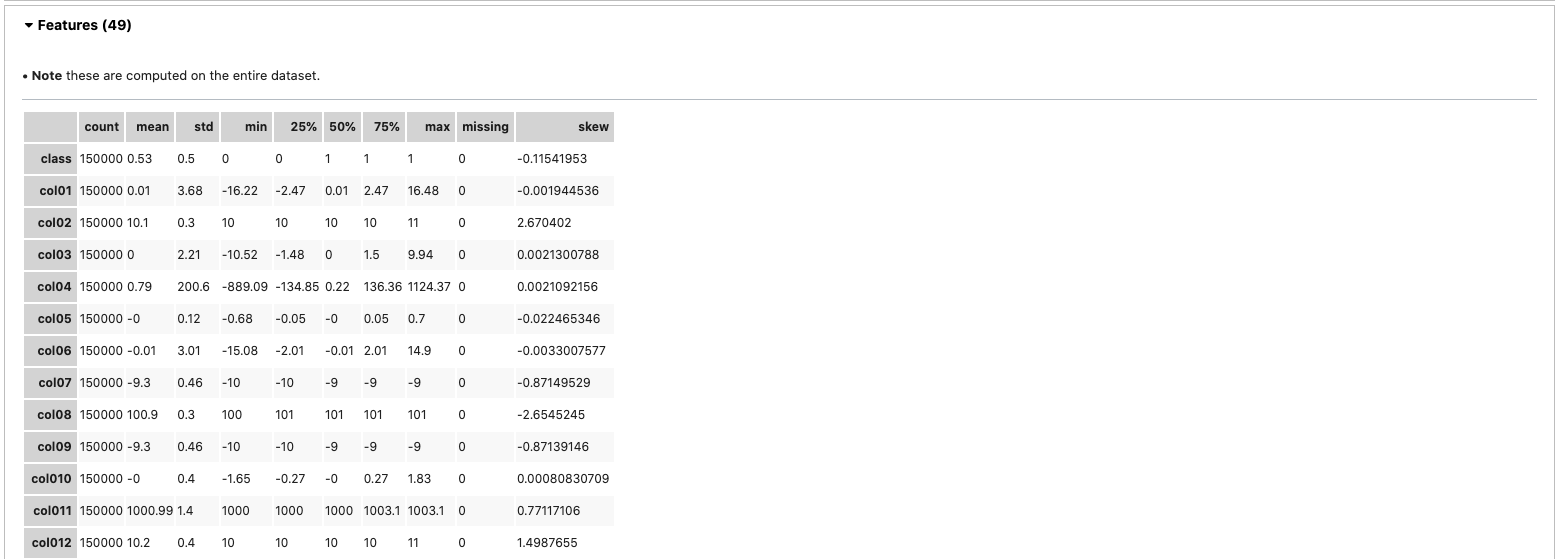 ▾ Features (49)
• Note these are computed on the entire dataset.
count mean std min 25% 50% 75% max missing skew
class 150000 0.53 0.5 0 0 1 1 1 0 -0.11541953
col01 150000 0.01 3.68 -16.22 -2.47 0.01 2.47 16.48 0 -0.001944536
col02 150000 10.1 0.3 10 10 10 10 11 0 2.670402
col03 150000 0 2.21 -10.52 -1.48 0 1.5 9.94 0 0.0021300788
col04 150000 0.79 200.6 -889.09 -134.85 0.22 136.36 1124.37 0 0.0021092156
col05 150000 -0 0.12 -0.68 -0.05 -0 0.05 0.7 0 -0.022465346
col06 150000 -0.01 3.01 -15.08 -2.01 -0.01 2.01 14.9 0 -0.0033007577
col07 150000 -9.3 0.46 -10 -10 -9 -9 -9 0 -0.87149529
col08 150000 100.9 0.3 100 101 101 101 101 0 -2.6545245
col09 150000 -9.3 0.46 -10 -10 -9 -9 -9 0 -0.87139146
col010 150000 -0 0.4 -1.65 -0.27 -0 0.27 1.83 0 0.00080830709
col011 150000 1000.99 1.4 1000 1000 1000 1003.1 1003.1 0 0.77117106
col012 150000 10.2 0.4 10 10 10 10 11 0 1.4987655